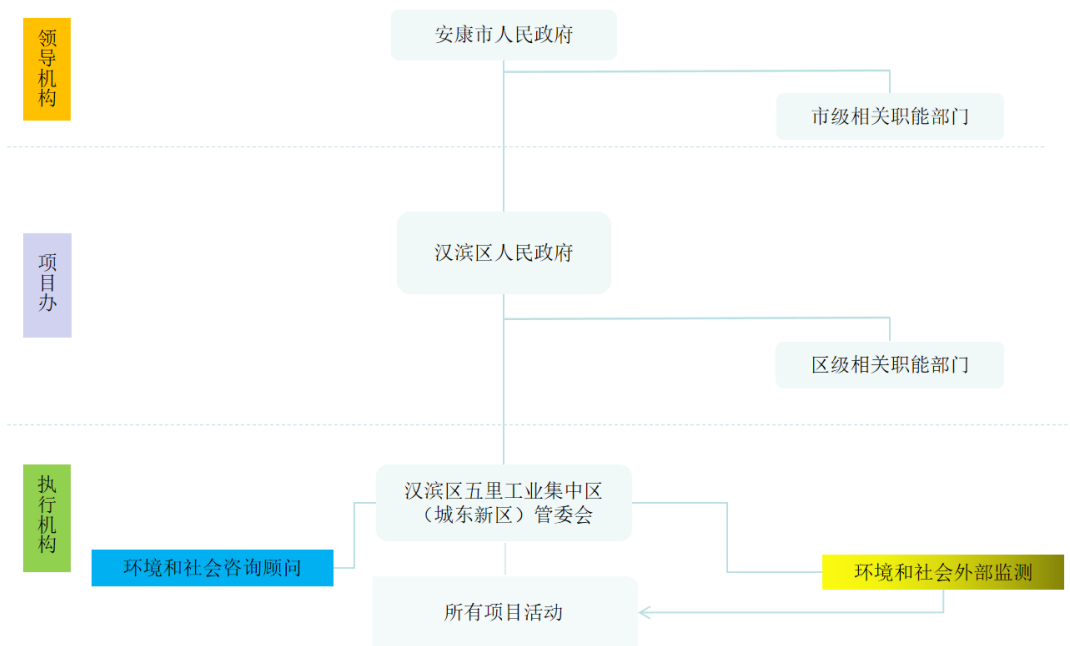 领导机构
安康市人民政府
市级相关职能部门
项目办
汉滨区人民政府
区级相关职能部门
执行机构
汉滨区五里工业集中区
（城东新区）管委会
环境和社会咨询顾问
环境和社会外部监测
所有项目活动